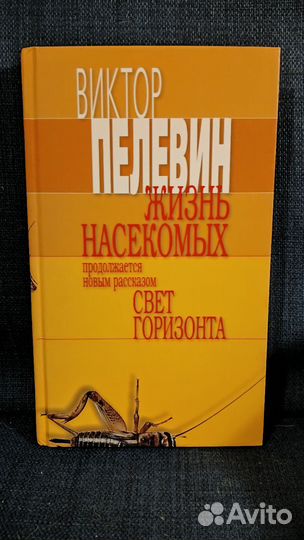 ВИКТОР
ПЕЛЕВИН
ЖИЗНЬ
НАСЕКОМЫХ
продолжается
новым рассказом
СВЕТ
ГОРИЗОНТА
Avito